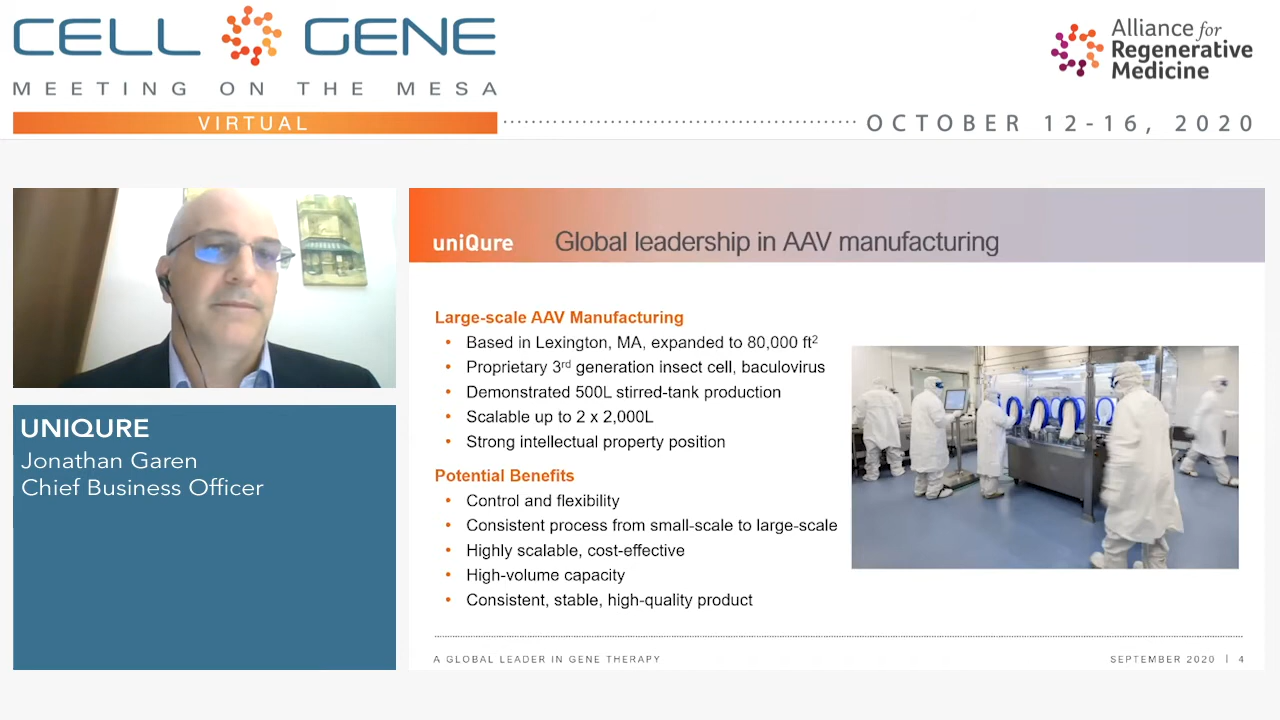 CELL GENE
MEETING ON THE MESA
VIRTUAL
OCTOBER 12-16, 2020
Alliance for
Regenerative
Medicine
UNIQURE
Jonathan Garen
Chief Business Officer
uniQure
Global leadership in AAV manufacturing
Large-scale AAV Manufacturing
• Based in Lexington, MA, expanded to 80,000 ft²
• Proprietary 3rd generation insect cell, baculovirus
• Demonstrated 500L stirred-tank production
• Scalable up to 2 x 2,000L
• Strong intellectual property position
Potential Benefits
• Control and flexibility
• Consistent process from small-scale to large-scale
• Highly scalable, cost-effective
• High-volume capacity
• Consistent, stable, high-quality product
A GLOBAL LEADER IN GENE THERAPY
SEPTEMBER 2020 | 4